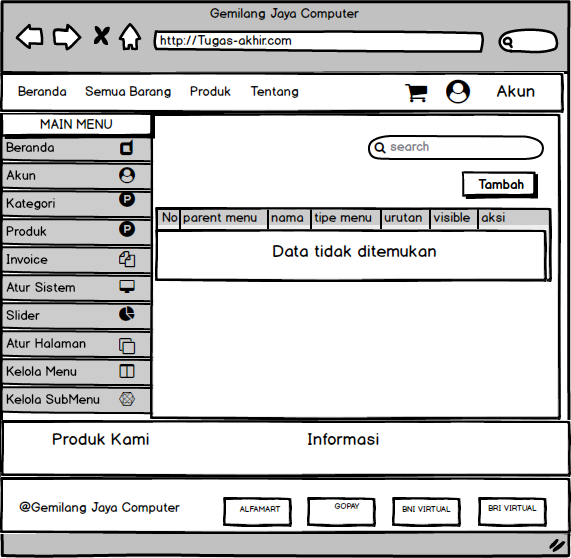 Gemilang Jaya Computer
http://Tugas-akhir.com
Beranda Semua Barang Produk Tentang Akun
MAIN MENU
Beranda
Akun
Kategori
Produk
Invoice
Atur Sistem
Slider
Atur Halaman
Kelola Menu
Kelola SubMenu
search
Tambah
No parent menu nama tipe menu urutan visible aksi
Data tidak ditemukan
Produk Kami Informasi
@Gemilang Jaya Computer ALFAMART GOPAY BNI VIRTUAL BRI VIRTUAL